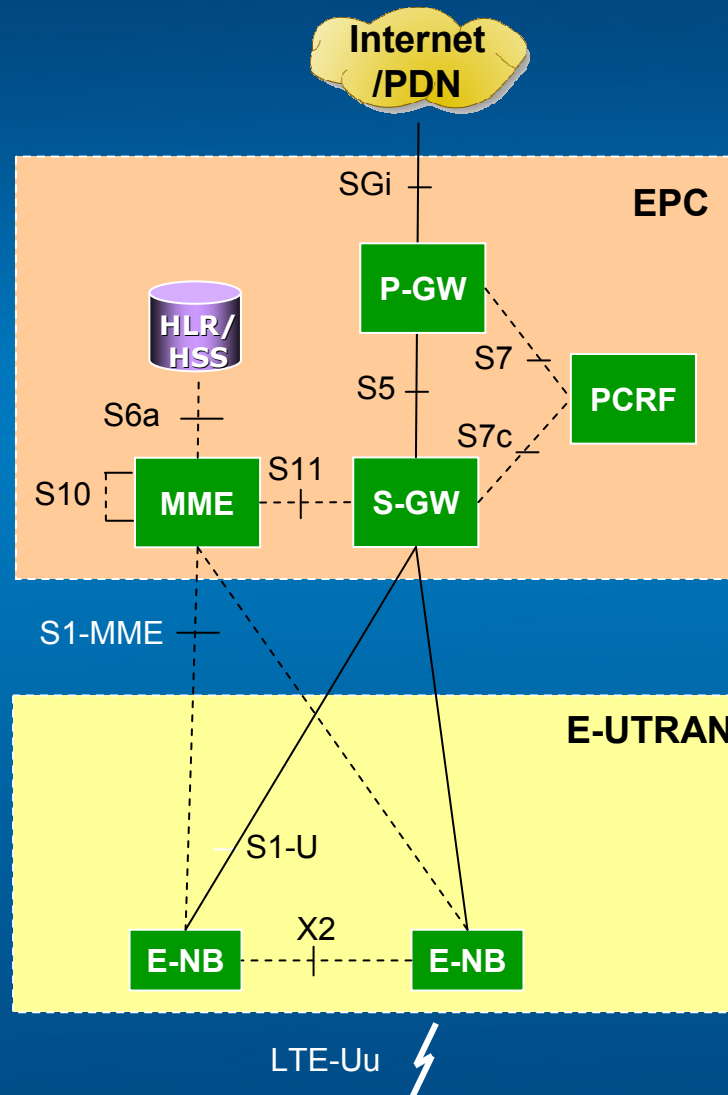 Internet
/PDN
SGi
EPC
P-GW
HLR/
HSS
S7
S5
PCRF
S6a
S7c
S11
S10
MME
S-GW
S1-MME
E-UTRAN
S1-U
X2
E-NB
E-NB
LTE-Uu